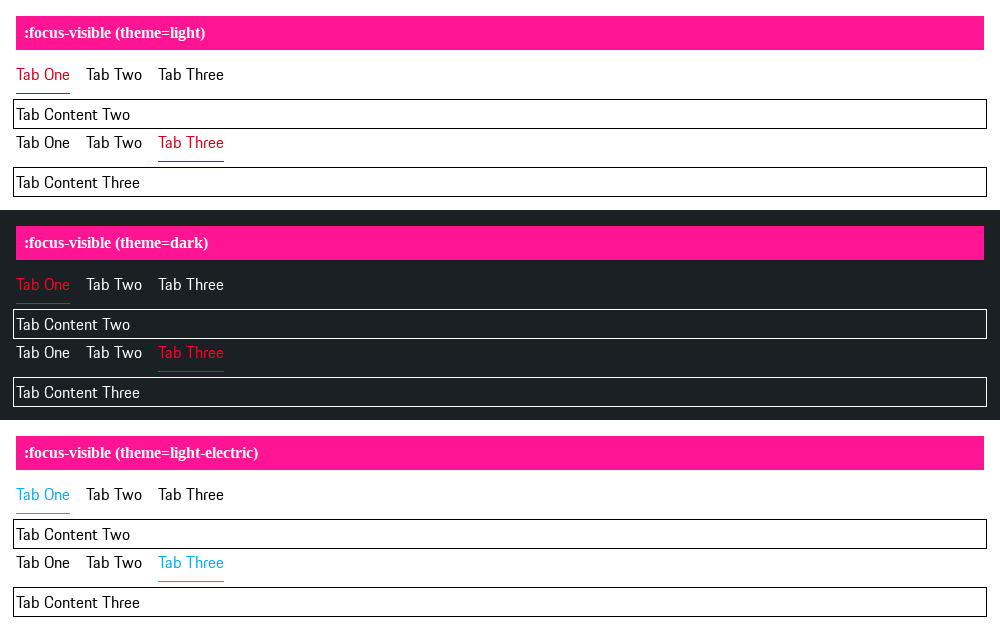 :focus-visible (theme=light)
Tab One Tab Two Tab Three
Tab Content Two
Tab One Tab Two Tab Three
Tab Content Three
:focus-visible (theme=dark)
Tab One Tab Two Tab Three
Tab Content Two
Tab One Tab Two Tab Three
Tab Content Three
:focus-visible (theme=light-electric)
Tab One Tab Two Tab Three
Tab Content Two
Tab One Tab Two Tab Three
Tab Content Three